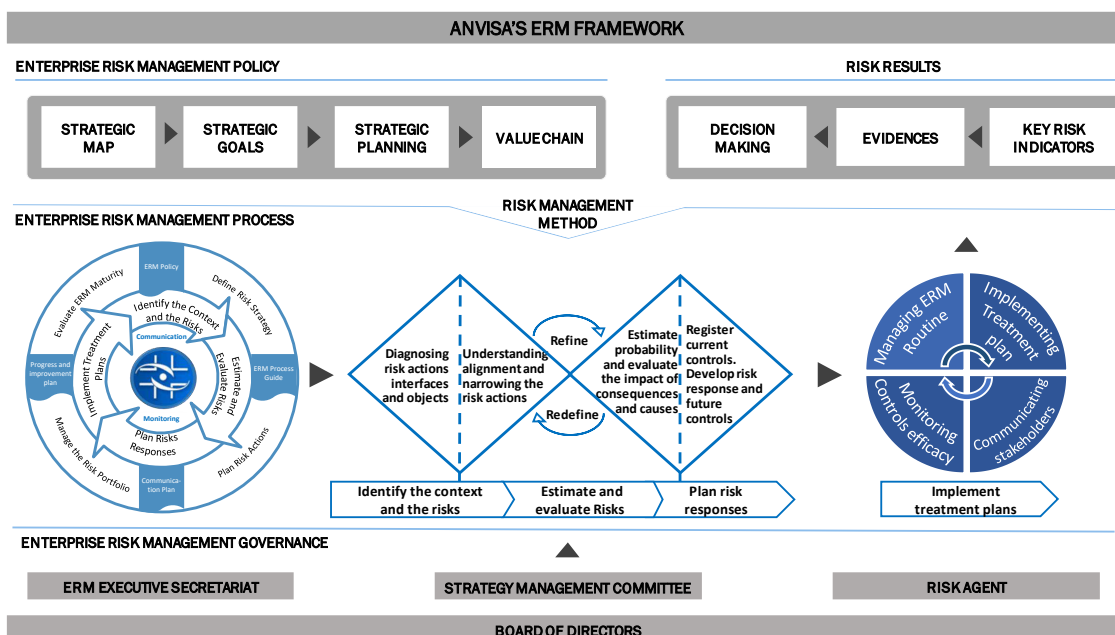 ANVISA'S ERM FRAMEWORK
ENTERPRISE RISK MANAGEMENT POLICY
RISK RESULTS
STRATEGIC
MAP
STRATEGIC
GOALS
STRATEGIC
PLANNING
VALUE CHAIN
DECISION
MAKING
EVIDENCES
KEY RISK
INDICATORS
RISK MANAGEMENT
METHOD
ENTERPRISE RISK MANAGEMENT PROCESS
ERM Policy
Define Risk Strategy
ERM Process
Guide
Plan Risk Actions
Communica-
tion Plan
Manage the Risk Portfolio
Progress and
improvement
plan
Evaluate ERM Maturity
Identify the Context
and the Risks
Estimate and
Evaluate Risks
Plan Risks
Responses
Implement Treatment
Plans
Communication
Monitoring
Diagnosing
risk actions
interfaces
and objects
Understanding
alignment and
narrowing the
risk actions
Refine
Redefine
Estimate
probability
and evaluate
the impact of
consequences
and causes
Register
current
controls.
Develop risk
response and
future
controls
Identify the context
and the risks
Estimate and
evaluate Risks
Plan risk
responses
Managing ERM
Routine
Implementing
Treatment
plan
Monitoring
Controls efficacy
Communicating
stakeholders
Implement
treatment plans
ENTERPRISE RISK MANAGEMENT GOVERNANCE
ERM EXECUTIVE SECRETARIAT
STRATEGY MANAGEMENT COMMITTEE
RISK AGENT
BOARD OF DIRECTORS